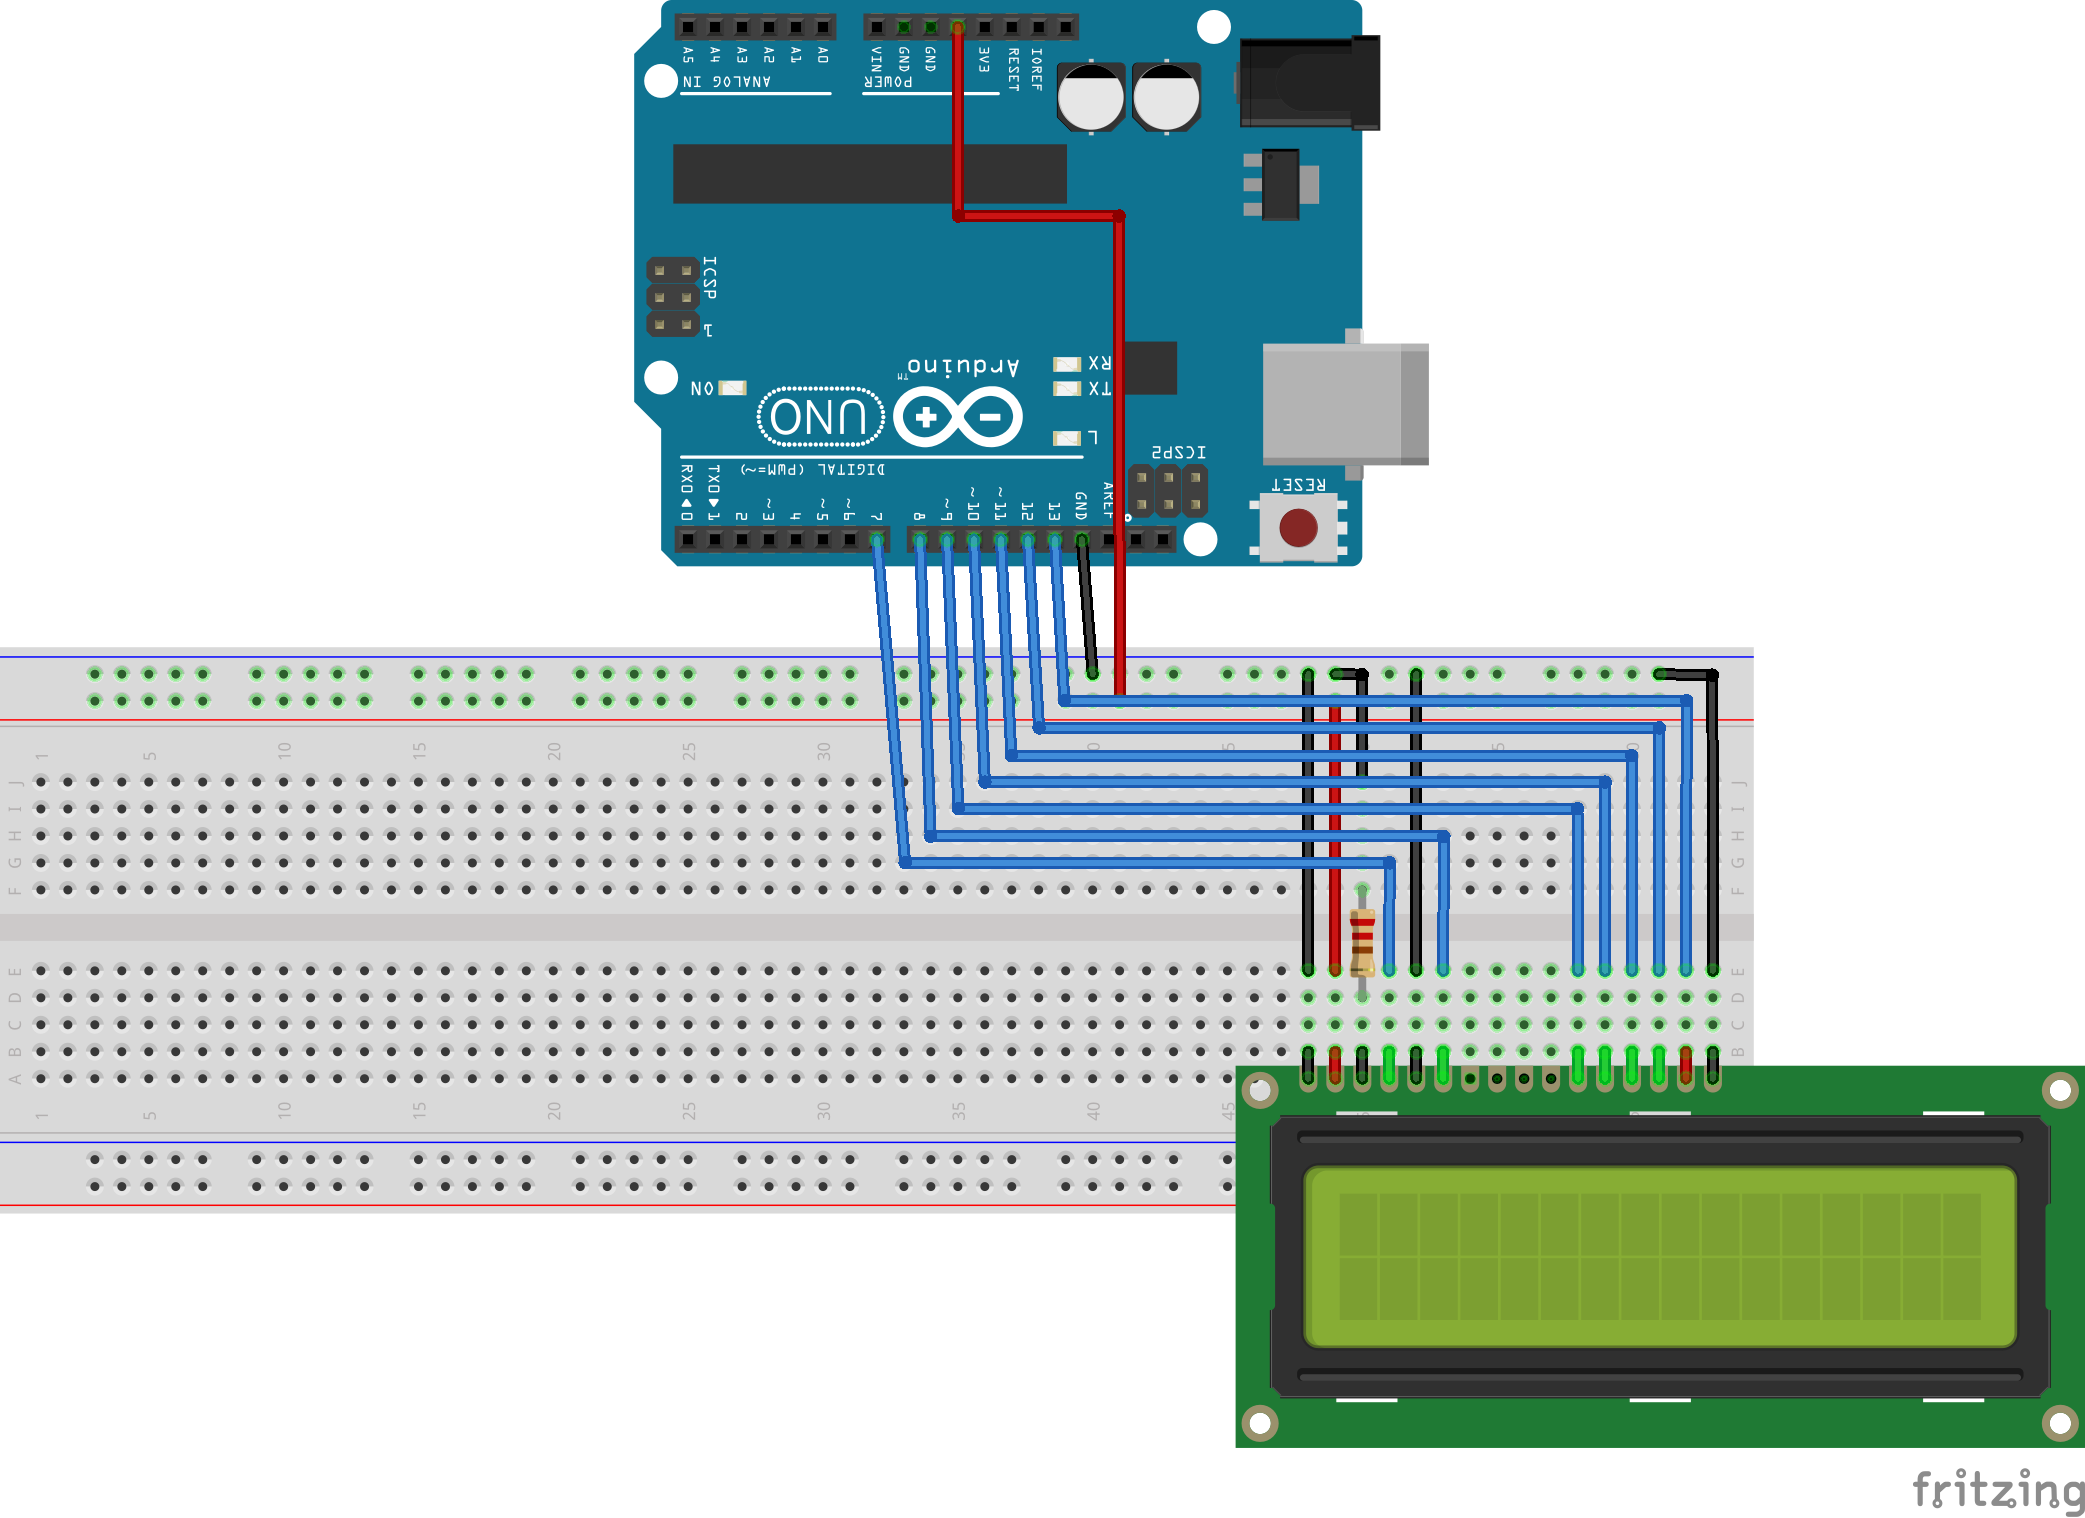 A5 A4 A3 A2 A1 A0 VIN GND GND 3V3 RESET IOREF
ANALOG IN POWER
ICSP
1
Arduino™
RX
ON TX
UNO
L
ICSP2
DIGITAL (PWM=~)
RESET
RX0◄0 TX0►1 2 ~3 4 ~5 ~6 7 8 ~9 ~10 ~11 12 13 GND AREF
1 5 10 15 20 25 30
J J
I I
H H
G G
F F
E E
D D
C C
B B
A
1 5 10 15 20 25 30 35 40 45
fritzing